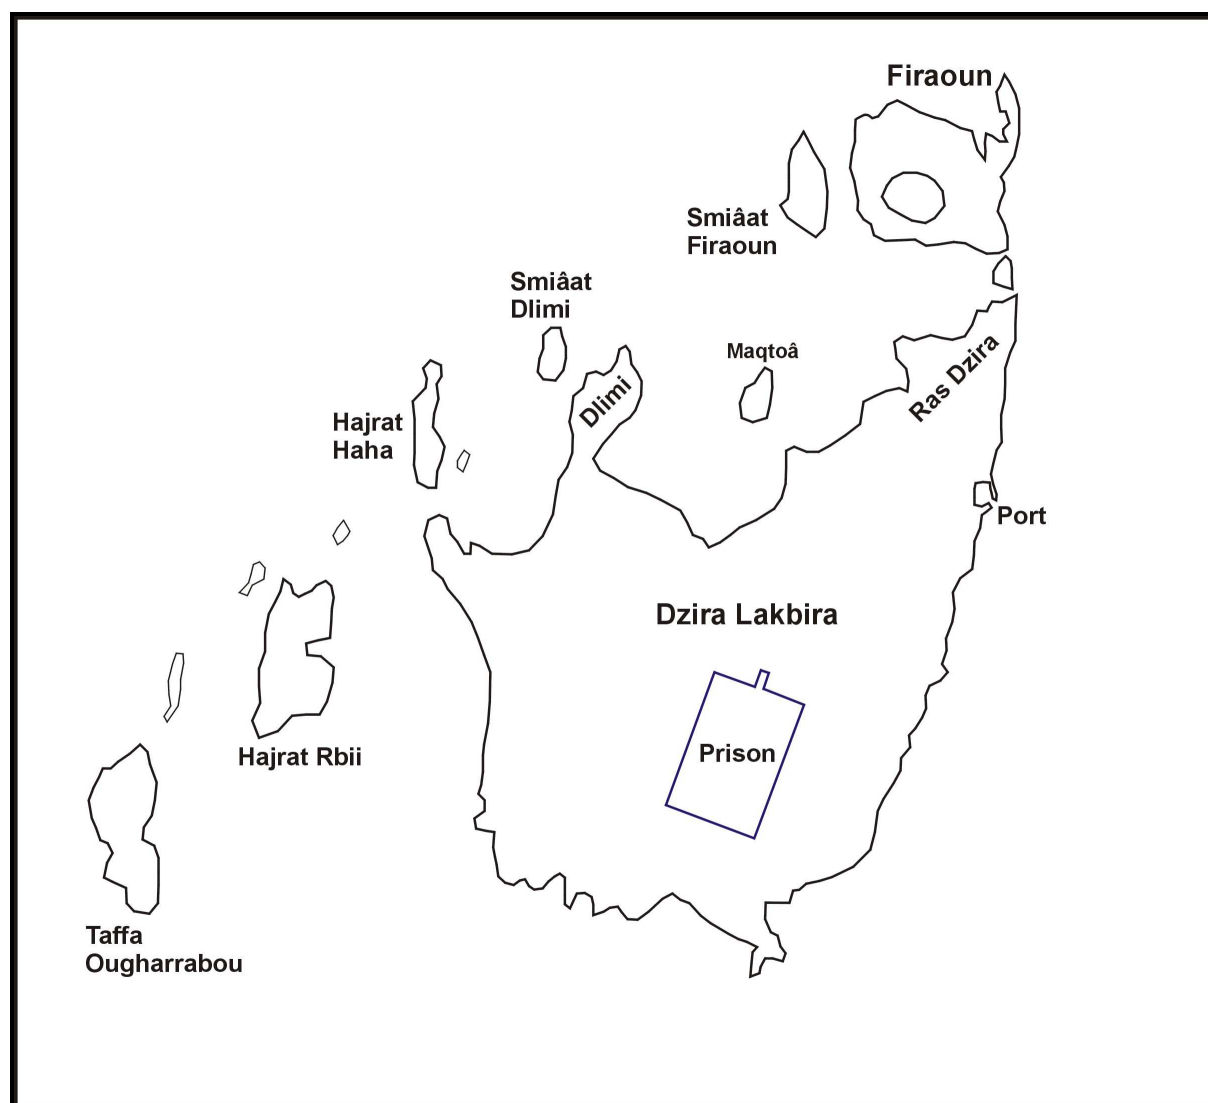 Firaoun
Smiâat
Firaoun
Smiâat
Dlimi
Maqtoâ
Ras Dzira
Dlimi
Hajrat
Haha
Port
Dzira Lakbira
Prison
Hajrat Rbii
Taffa
Ougharrabou